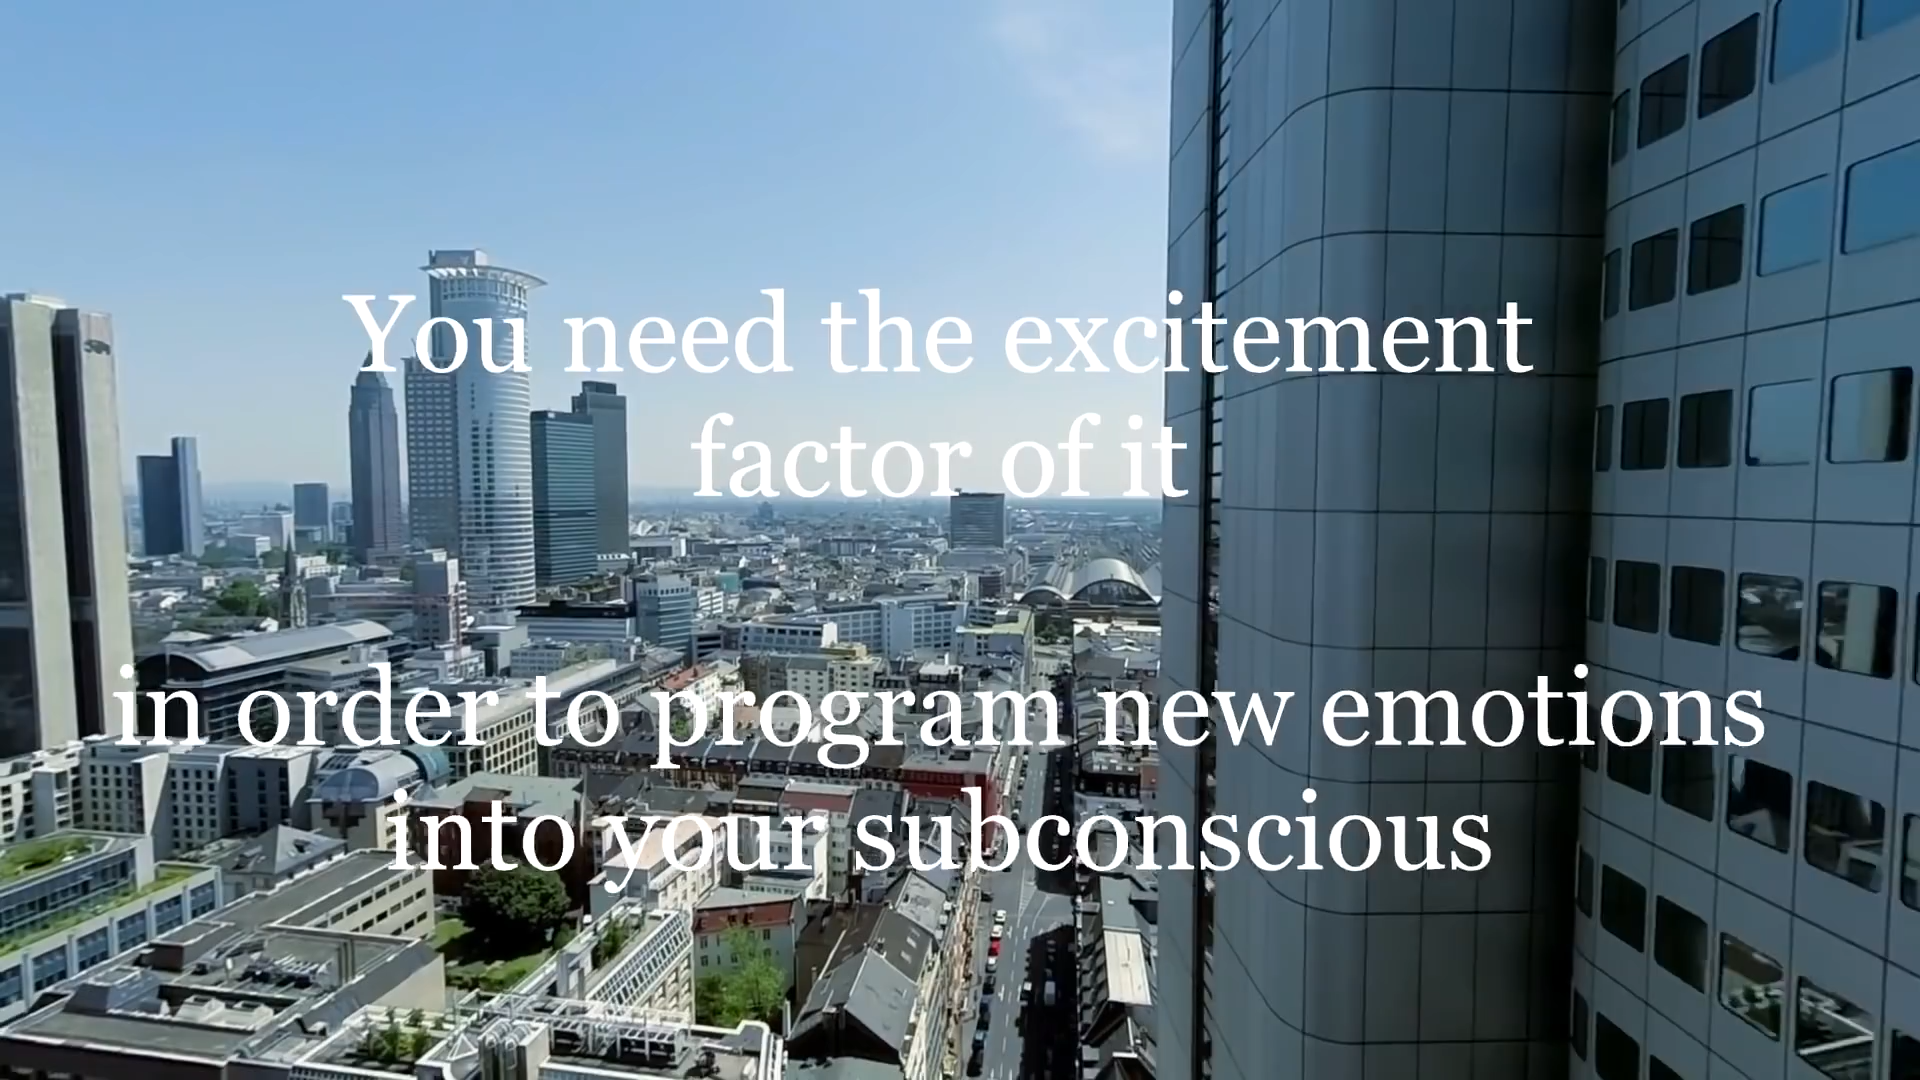 You need the excitement
factor of it
in order to program new emotions
into your subconscious